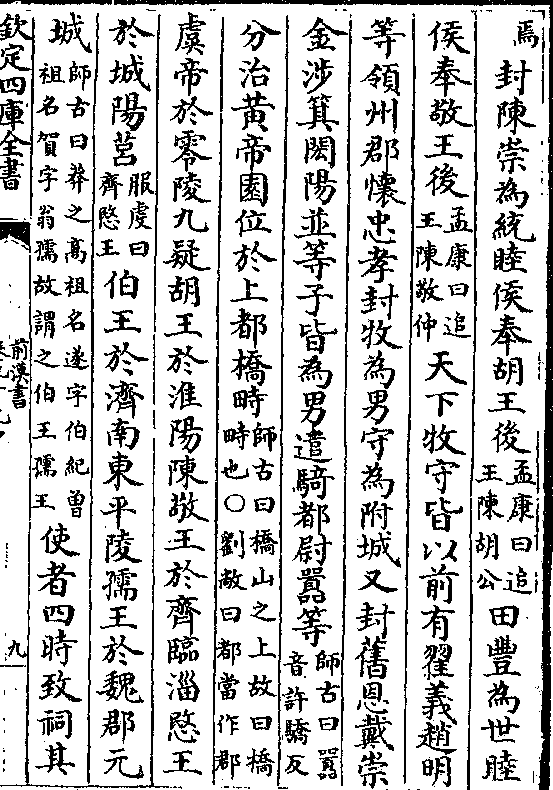 焉封陳崇為統睦侯奉胡王後孟康曰追王陳胡公田豐為世睦
侯奉敬王後孟康曰追王陳敬仲天下牧守皆以前有翟義趙明
等領州郡懷忠孝封牧為男守為附城又封舊恩戴崇
金涉箕閎陽並等子皆為男遣騎都尉嚻等師古曰嚻音許驕反
分治黃帝園位於上都橋畤師古曰橋山之上故曰橋畤也○劉敞曰都當作郡
虞帝於零陵九疑胡王於淮陽陳敬王於齊臨淄愍王
於城陽莒服虔曰齊愍王伯王於濟南東平陵孺王於魏郡元
城師古曰莽之高祖名遂字伯紀曾祖名賀字翁孺故謂之伯王孺王使者四時致祠其
欽定四庫全書
前漢書
九